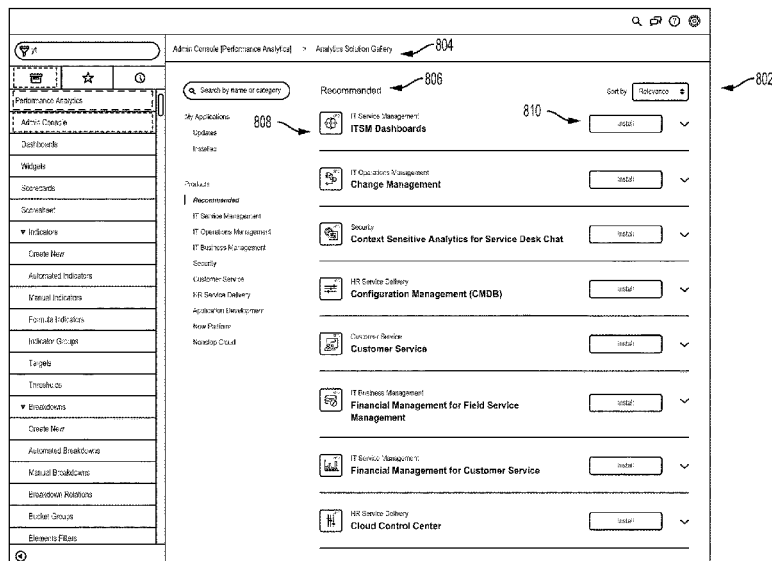 Admin Console [Performance Analytics] > Analytics Solution Gallery
804
Performance Analytics
Admin Console
Dashboards
Widgets
Scorecards
Scoresheet
▼ Indicators
Create New
Automated Indicators
Manual Indicators
Formula Indicators
Indicator Groups
Targets
Thresholds
▼ Breakdowns
Create New
Automated Breakdowns
Manual Breakdowns
Breakdown Relations
Bucket Groups
Elements Filters
Search by name or category
My Applications
Updates
Installed
Products
Recommended
IT Service Management
IT Operations Management
IT Business Management
Security
Customer Service
HR Service Delivery
Application Development
Now Platform
Nonstop Cloud
Recommended
806
Sort by Relevance
802
808
810
IT Service Management
ITSM Dashboards
Install
IT Operations Management
Change Management
Install
Security
Context Sensitive Analytics for Service Desk Chat
Install
HR Service Delivery
Configuration Management (CMDB)
Install
Customer Service
Customer Service
Install
IT Business Management
Financial Management for Field Service
Management
Install
IT Service Management
Financial Management for Customer Service
Install
HR Service Delivery
Cloud Control Center
Install